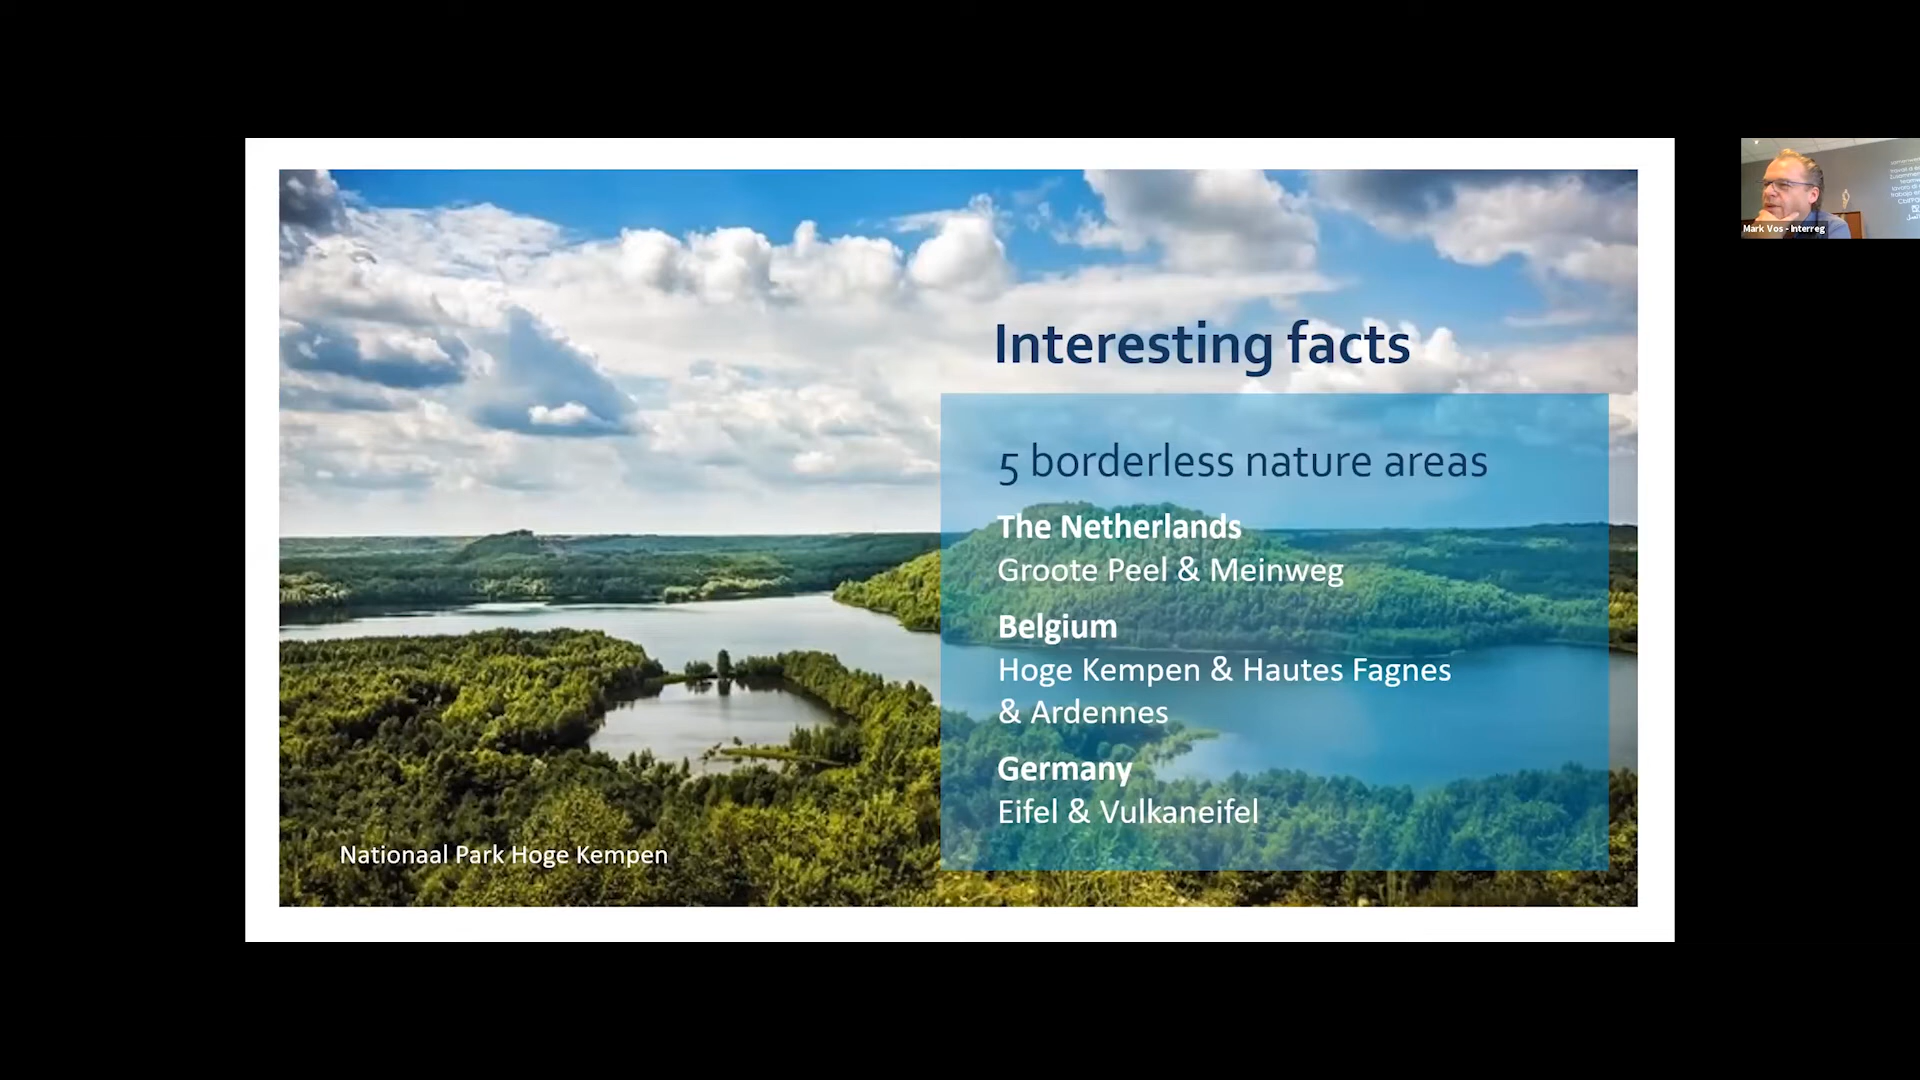 Interesting facts
5 borderless nature areas
The Netherlands
Groote Peel & Meinweg
Belgium
Hoge Kempen & Hautes Fagnes
& Ardennes
Germany
Eifel & Vulkaneifel
Nationaal Park Hoge Kempen
Mark Vos - Interreg